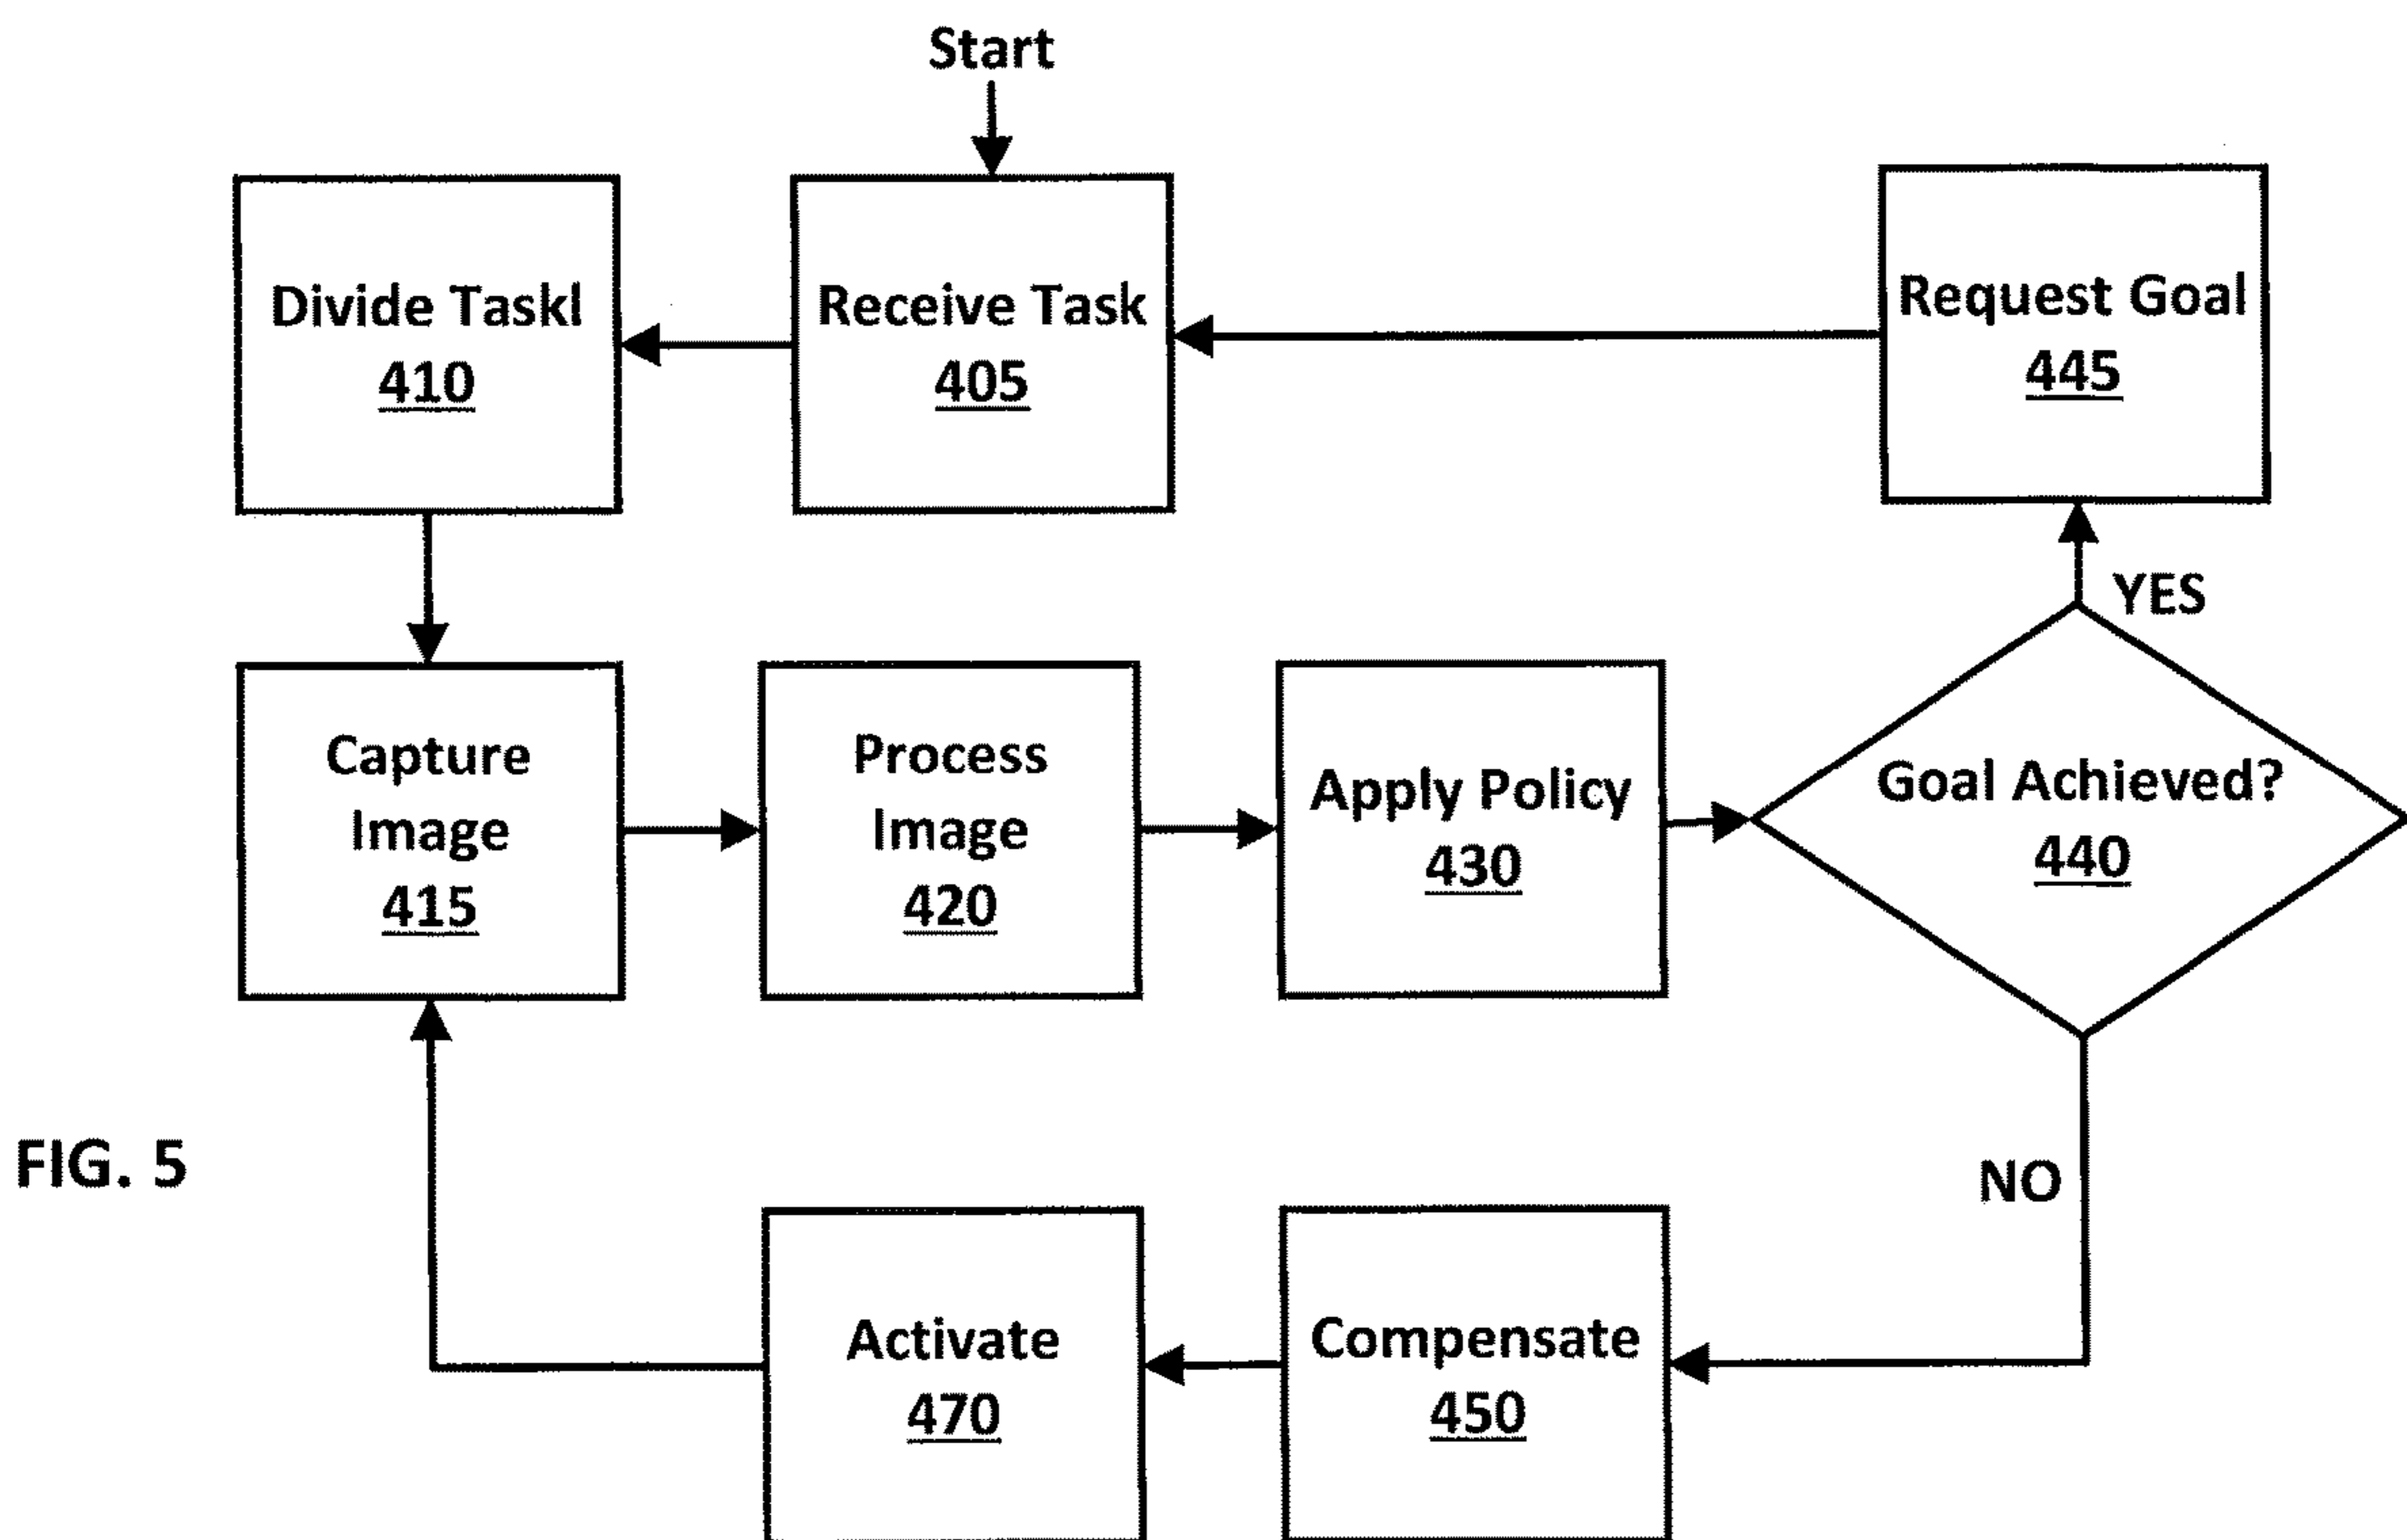 Start
Divide Taskl
410
Receive Task
405
Request Goal
445
YES
Capture
Image
415
Process
Image
420
Apply Policy
430
Goal Achieved?
440
FIG. 5
NO
Activate
470
Compensate
450